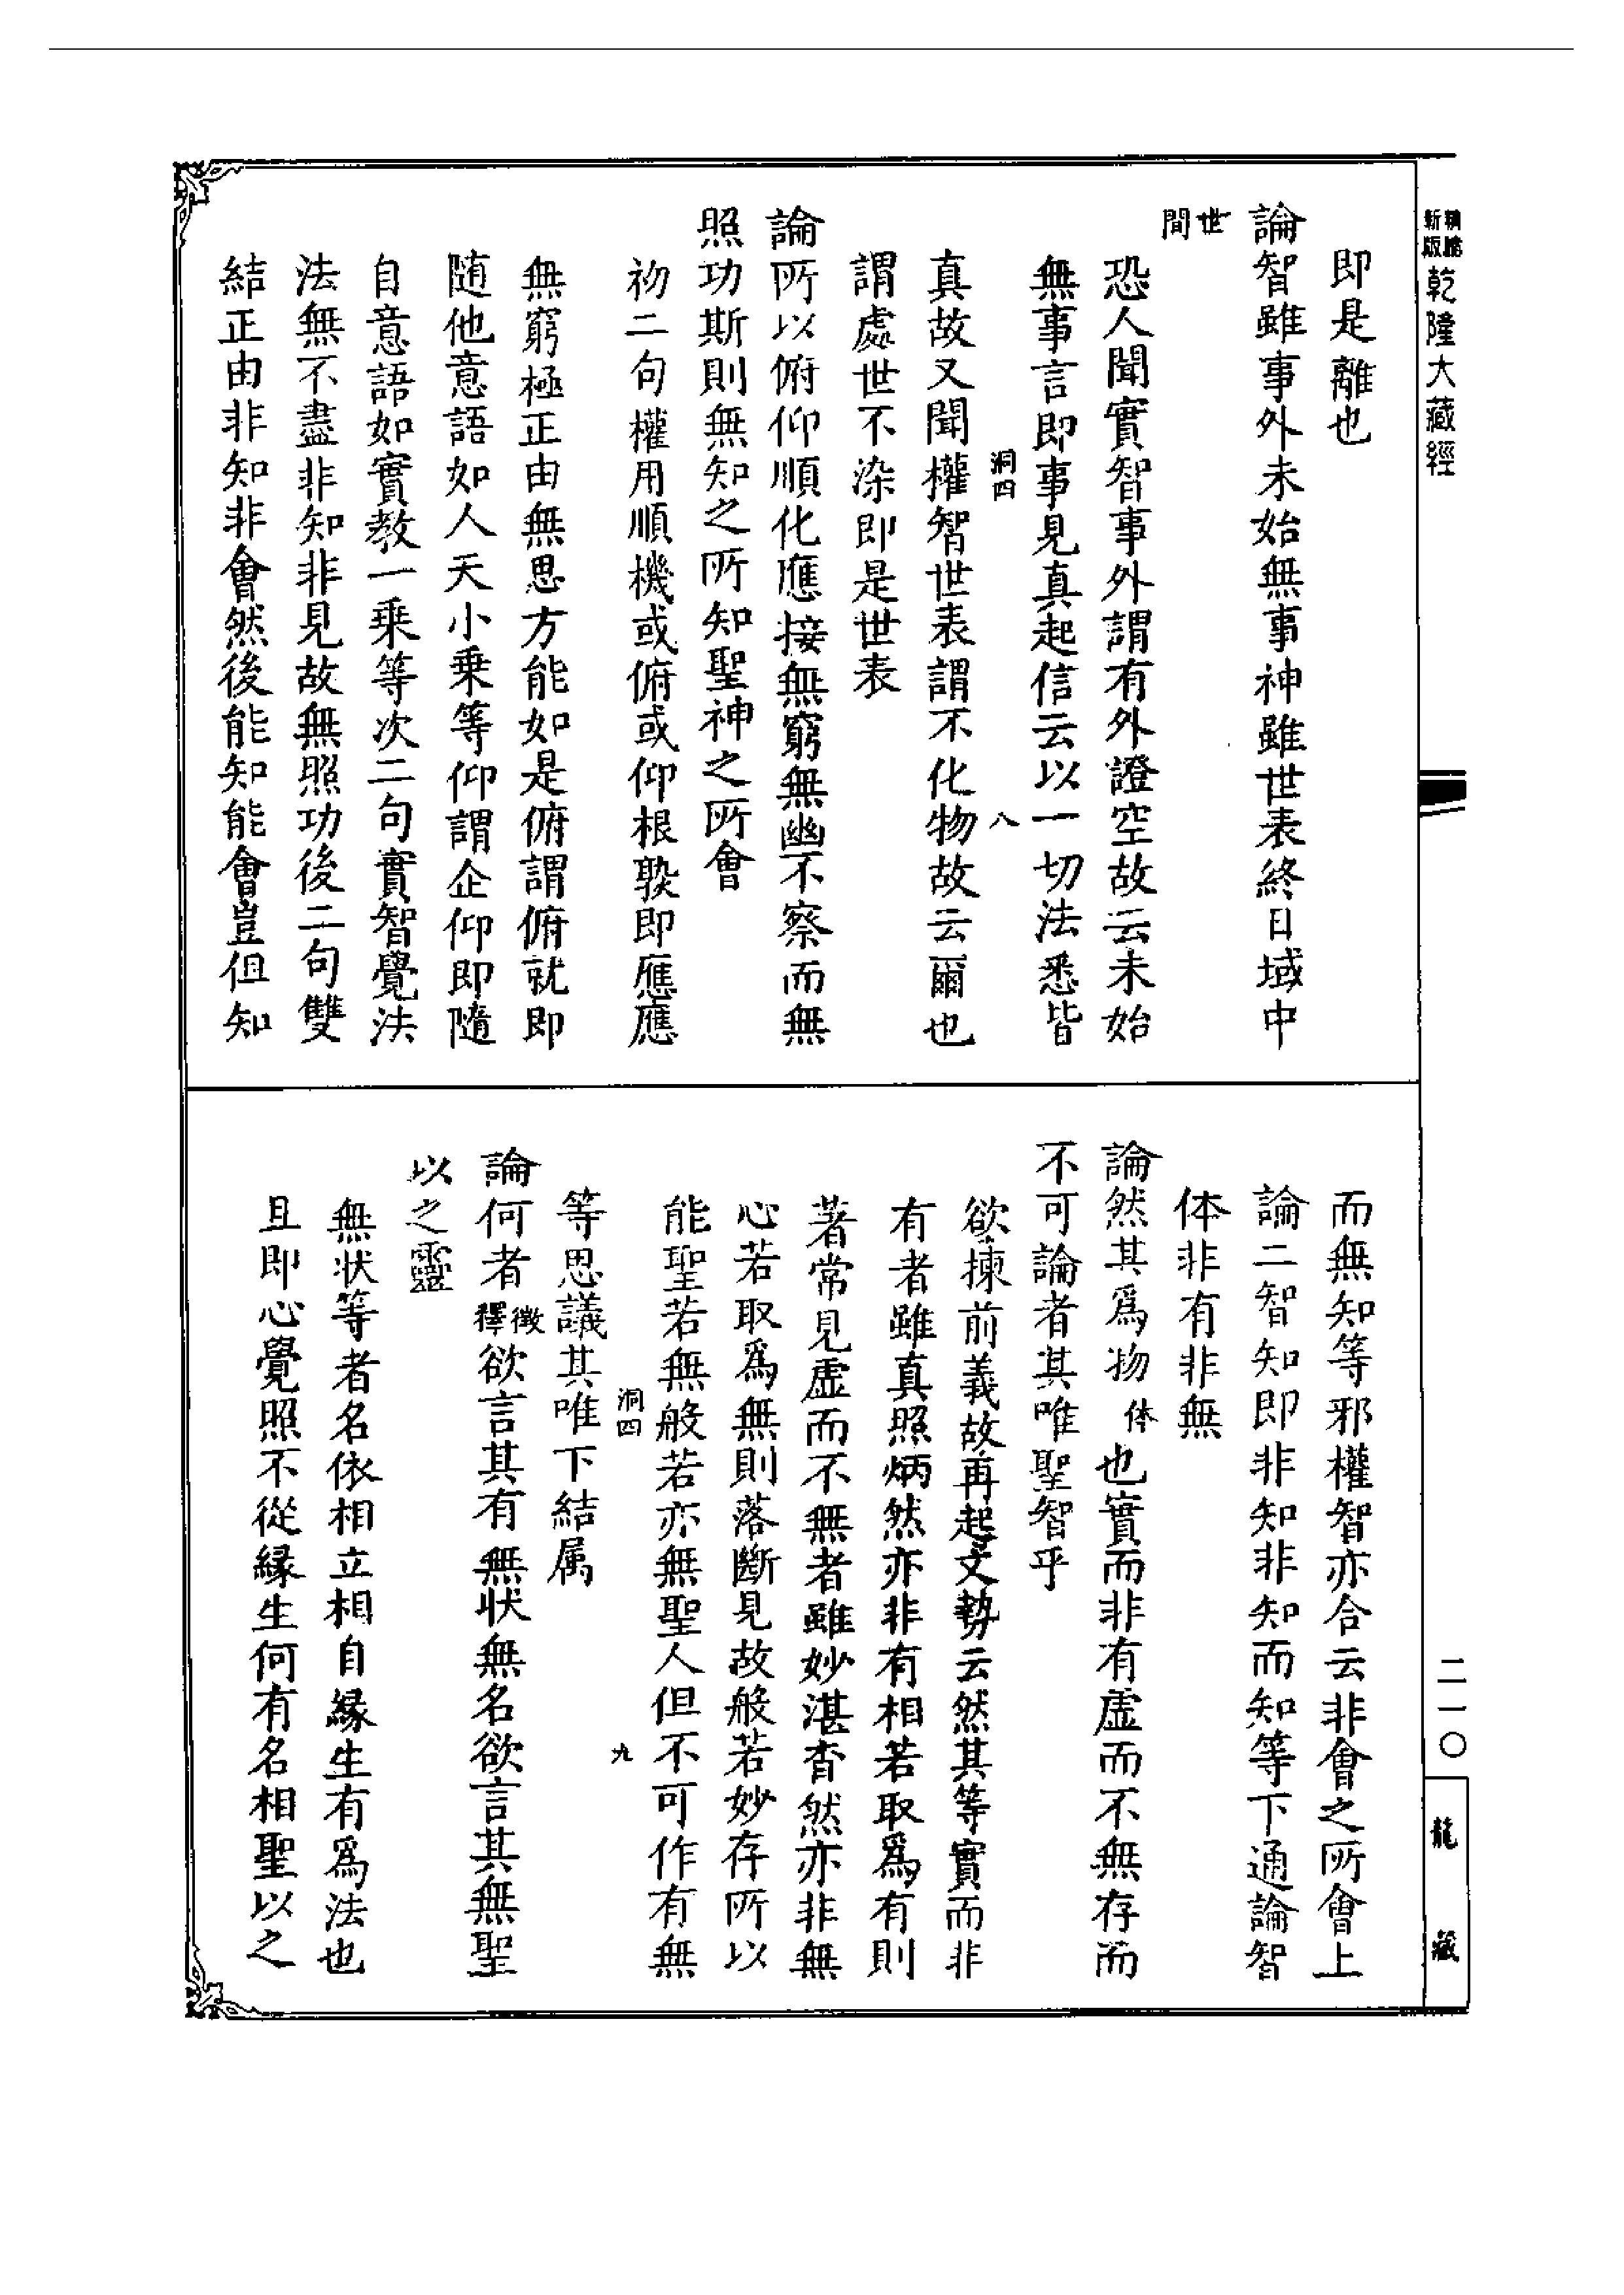 新版
精縮
乾隆大藏經
即是離也
論智雖事外未始無事神雖世表終日域中
世
間
恐人聞實智事外謂有外證空故云未始
無事言即事見真起信云以一切法悉皆
洞四
八
真故又聞權智世表謂不化物故云爾也
謂處世不染即是世表
論所以俯仰順化應接無窮無幽不察而無
照功斯則無知之所知聖神之所會
初二句權用順機或俯或仰根聚即應應
無窮極正由無思方能如是俯謂俯就即
随他意語如人天小乗等仰謂企仰即隨
自意語如實教一乘等次二句實智覺法
法無不盡非知非見故無照功後二句雙
結正由非知非會然後能知能會豈但知
而無知等邪權智亦合云非會之所會上
論二智知即非知非知而知等下通論智
体非有非無
論然其爲物体也實而非有虛而不無存而
不可論者其唯聖智乎
欲揀前義故再起文勢云然其等實而非
有者雖真照炳然亦非有相若取爲有則
著常見虛而不無者雖妙湛杳然亦非無
心若取爲無則落斷見故般若妙存所以
能聖若無般若亦無聖人但不可作有無
洞四
九
等思議其唯下結属
論何者徴釋欲言其有無状無名欲言其無聖
以之靈
無状等者名依相立相自縁生有爲法也
且即心覺照不從縁生何有名相聖以之
二一〇
龍
藏